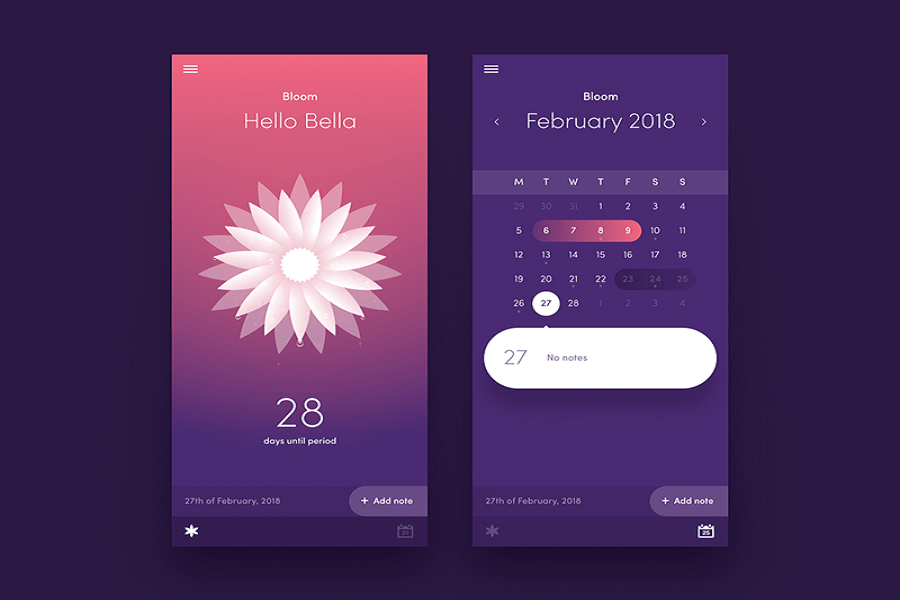 Bloom
Hello Bella
28
days until period
27th of February, 2018
+ Add note
25
Bloom
< February 2018 >
M T W T F S S
29 30 31 1 2 3 4
5 6 7 8 9 10 11
12 13 14 15 16 17 18
19 20 21 22 23 24 25
26 27 28 1 2 3 4
27 No notes
27th of February, 2018
+ Add note
25